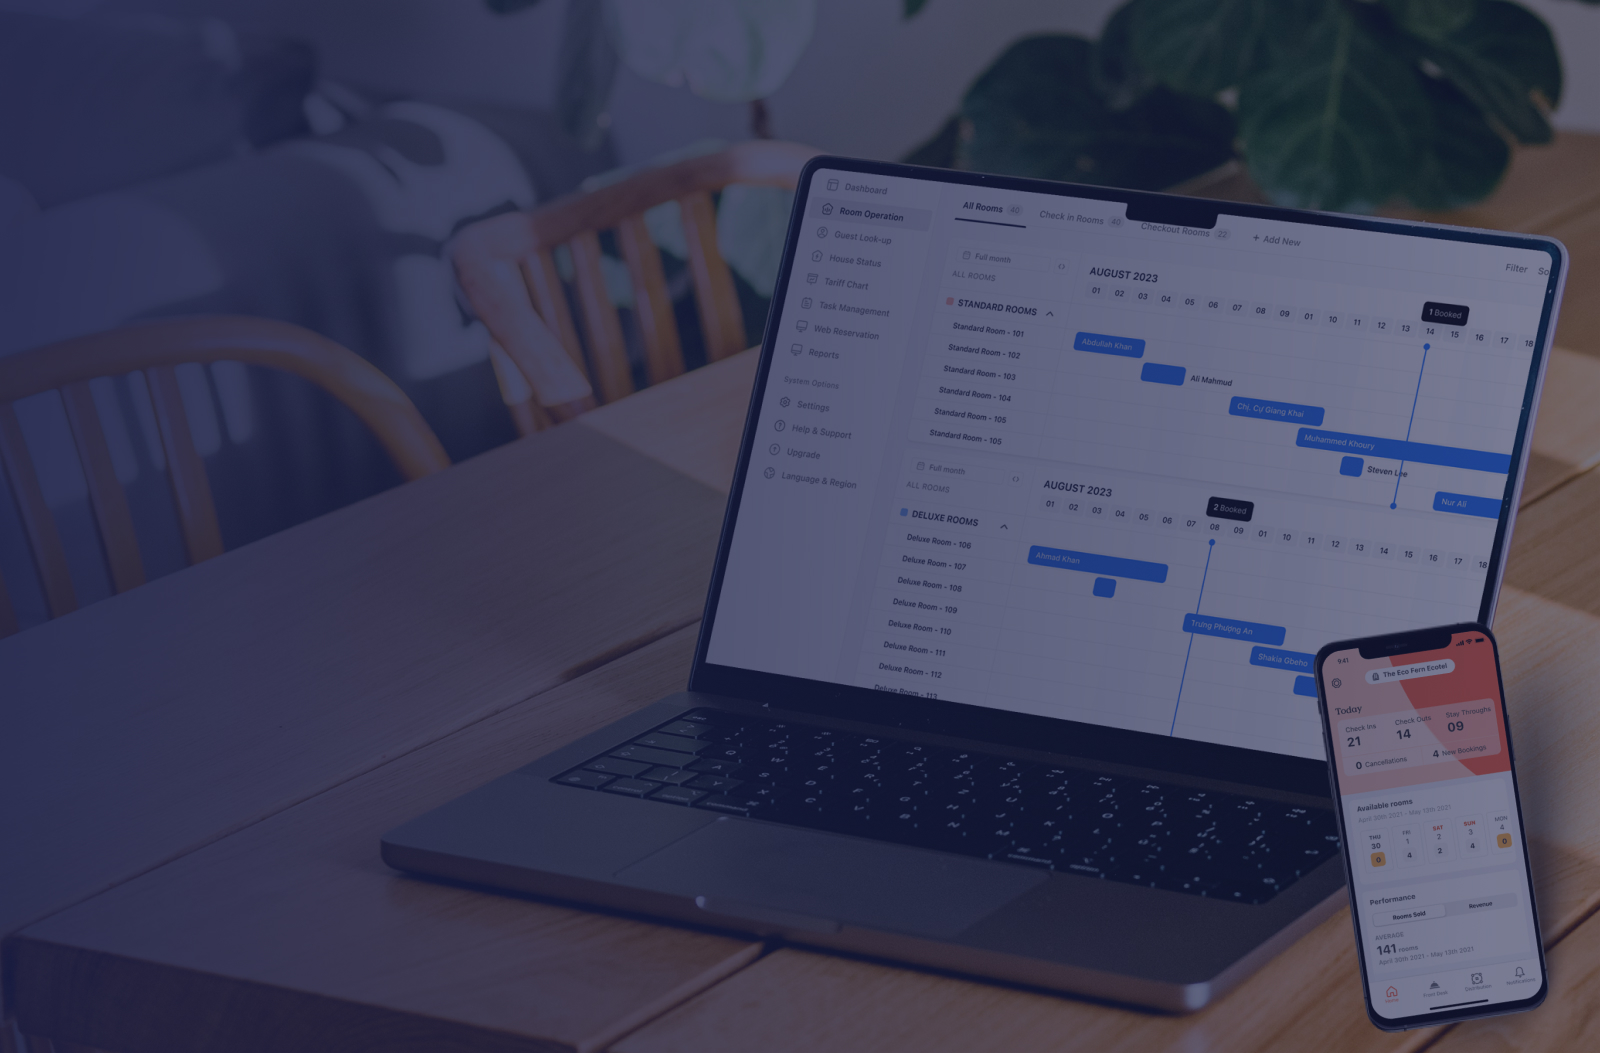 Dashboard
Room Operation
Guest Look-up
House Status
Tariff Chart
Task Management
Web Reservation
Reports
System Options
Settings
Help & Support
Upgrade
Language & Region
All Rooms 40
Check in Rooms 40
Checkout Rooms 22
+ Add New
Filter
Full month
AUGUST 2023
ALL ROOMS
01 02 03 04 05 06 07 08 09 01 10 11 12 13 14 15 16 17 18
1 Booked
STANDARD ROOMS
Standard Room - 101
Abdullah Khan
Standard Room - 102
Ali Mahmud
Standard Room - 103
Standard Room - 104
Chị. Cự Giang Khai
Standard Room - 105
Muhammed Khoury
Standard Room - 105
Steven Lee
Nur Ali
Full month
AUGUST 2023
ALL ROOMS
01 02 03 04 05 06 07 08 09 01 10 11 12 13 14 15 16 17 18
2 Booked
DELUXE ROOMS
Deluxe Room - 106
Ahmad Khan
Deluxe Room - 107
Deluxe Room - 108
Deluxe Room - 109
Trung Phượng An
Deluxe Room - 110
Shakia Gbeho
Deluxe Room - 111
Deluxe Room - 112
Deluxe Room - 113
9:41
The Eco Fern Ecotel
Today
Check Ins
Check Outs
Stay Throughs
21
14
09
0 Cancellations
4 New Bookings
Available rooms
April 30th 2021 - May 13th 2021
THU FRI SAT SUN MON
30 1 2 3 4
0 4 2 4 0
Performance
Rooms Sold
Revenue
AVERAGE
141 rooms
April 30th 2021 - May 13th 2021
Home
Front Desk
Notifications